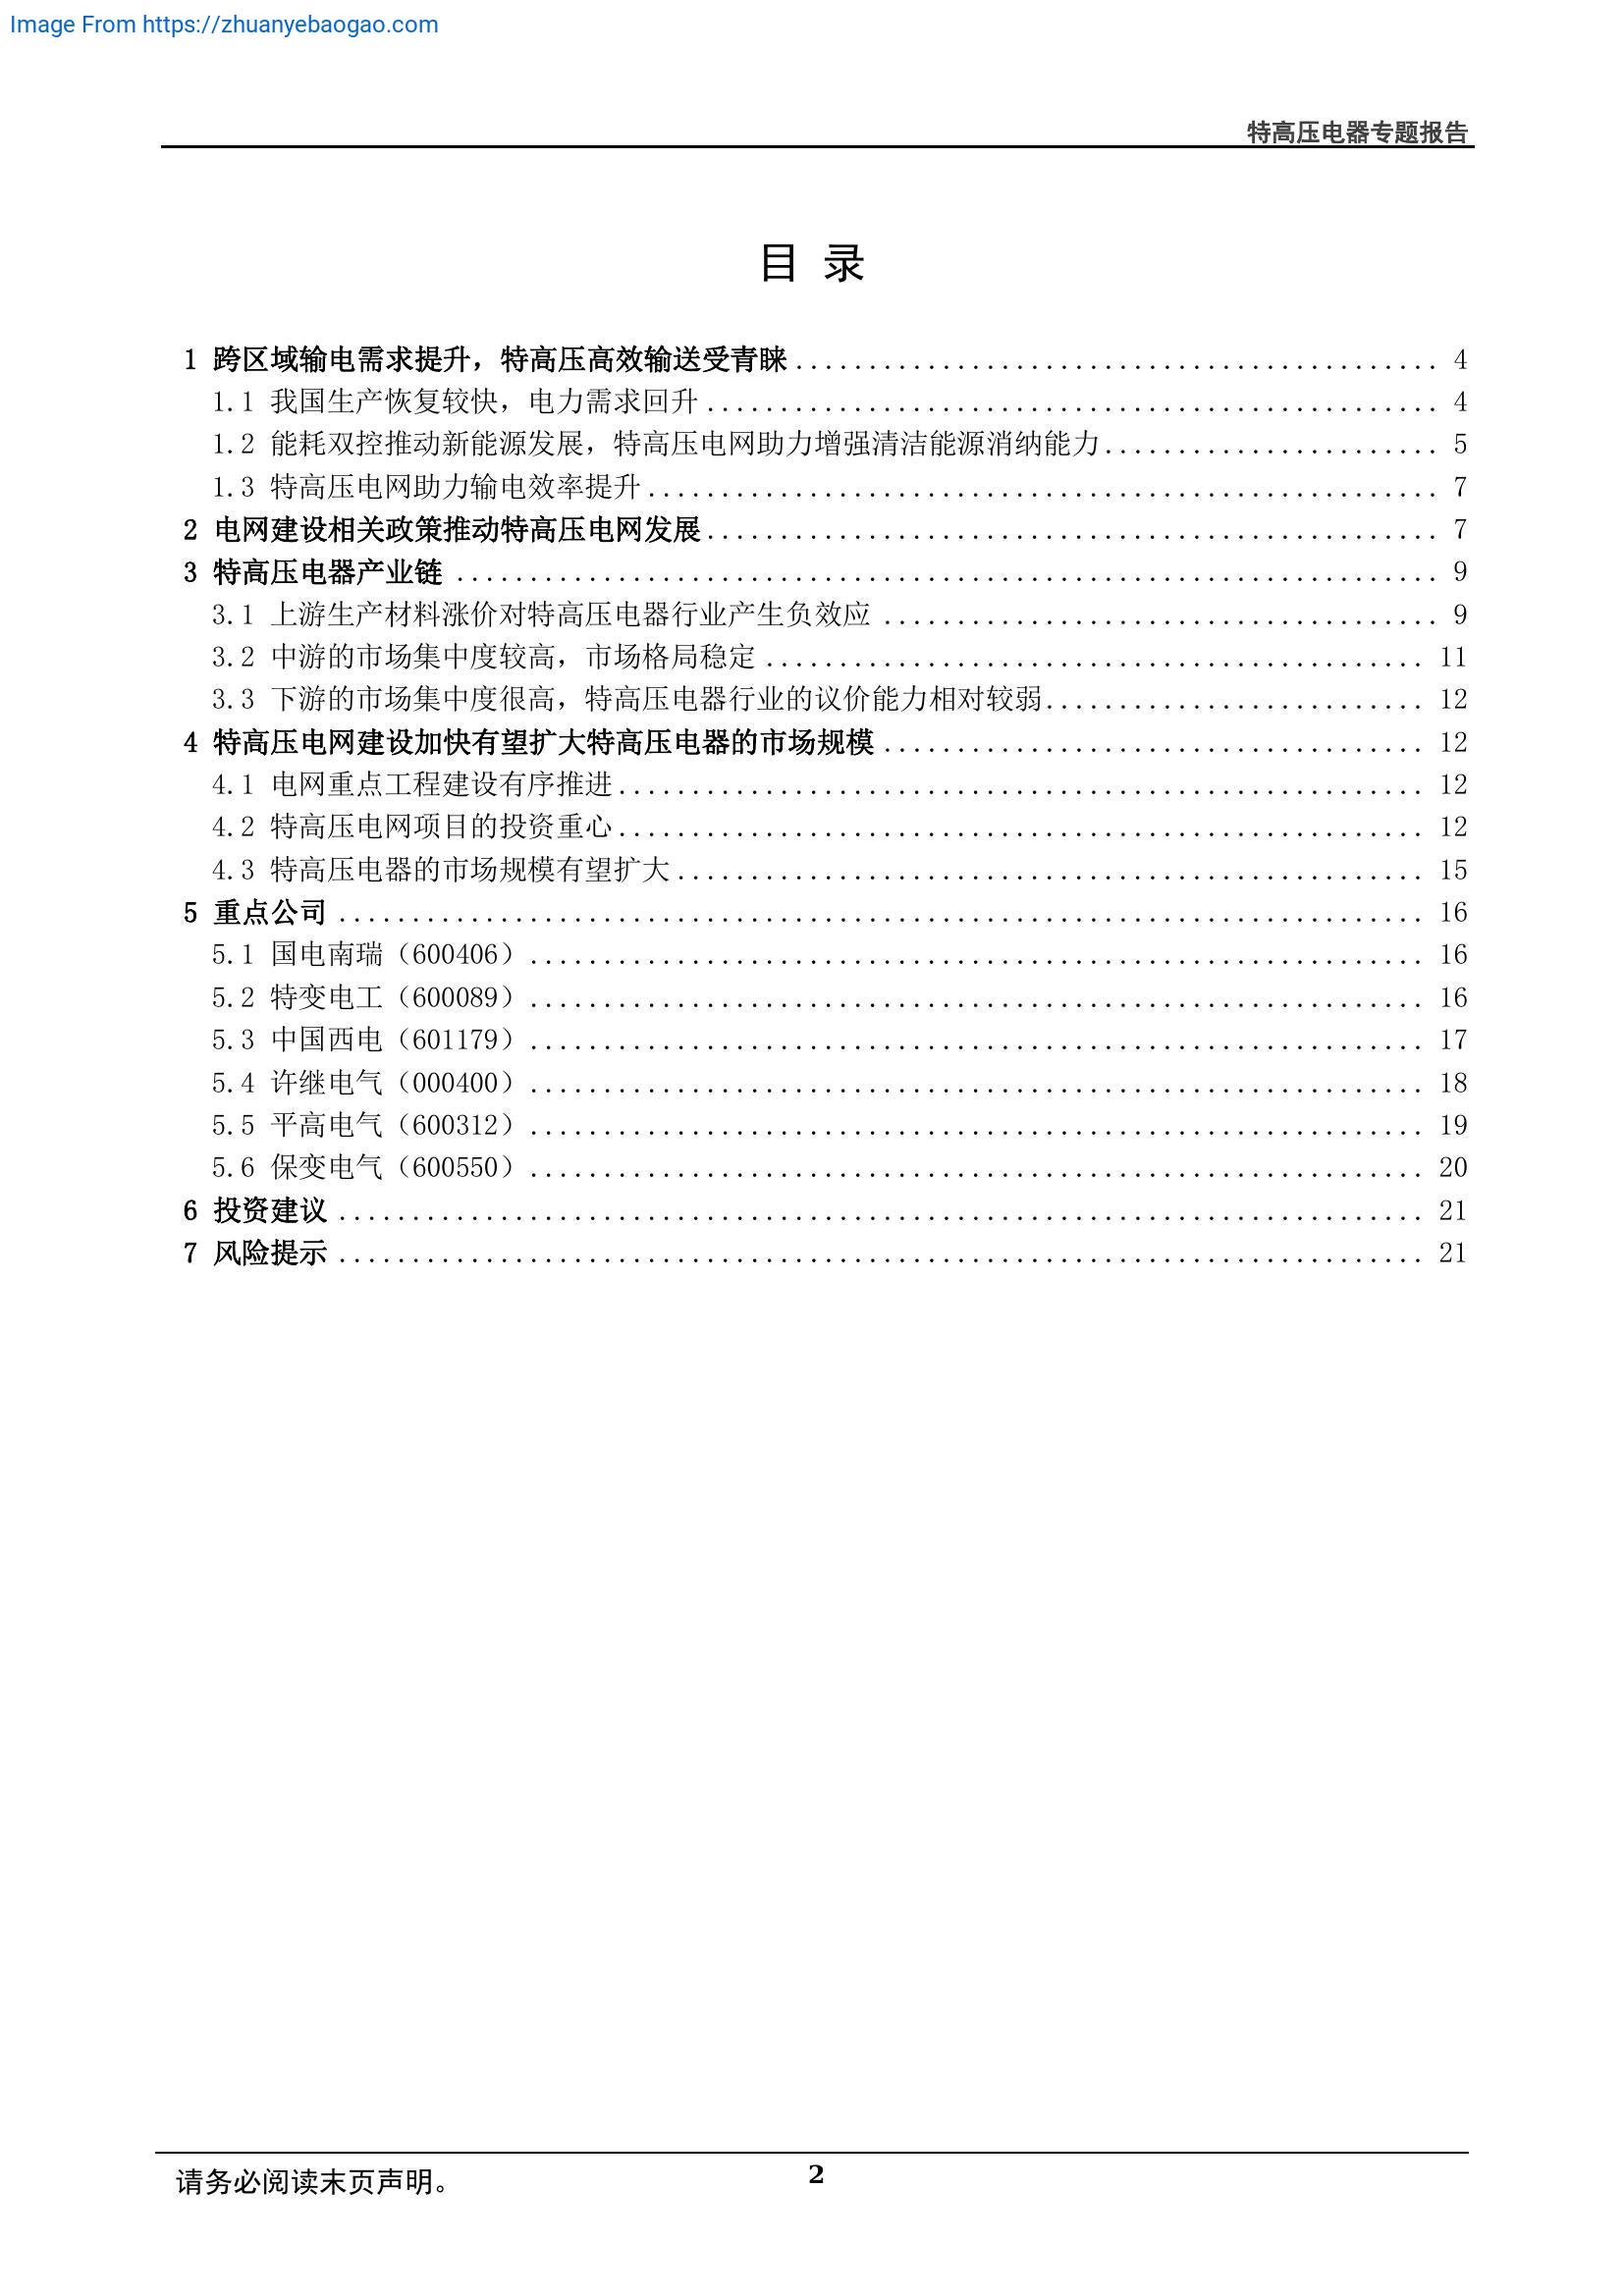 Image From https://zhuanyebaogao.com
特高压电器专题报告
目 录
1 跨区域输电需求提升，特高压高效输送受青睐 ............................................ 4
1.1 我国生产恢复较快，电力需求回升 .................................................. 4
1.2 能耗双控推动新能源发展，特高压电网助力增强清洁能源消纳能力 ....................... 5
1.3 特高压电网助力输电效率提升 ...................................................... 7
2 电网建设相关政策推动特高压电网发展 .................................................. 7
3 特高压电器产业链 ................................................................... 9
3.1 上游生产材料涨价对特高压电器行业产生负效应 ...................................... 9
3.2 中游的市场集中度较高，市场格局稳定 ............................................. 11
3.3 下游的市场集中度很高，特高压电器行业的议价能力相对较弱 .......................... 12
4 特高压电网建设加快有望扩大特高压电器的市场规模 ..................................... 12
4.1 电网重点工程建设有序推进 ....................................................... 12
4.2 特高压电网项目的投资重心 ....................................................... 12
4.3 特高压电器的市场规模有望扩大 ................................................... 15
5 重点公司 .......................................................................... 16
5.1 国电南瑞（600406） ............................................................. 16
5.2 特变电工（600089） ............................................................. 16
5.3 中国西电（601179） ............................................................. 17
5.4 许继电气（000400） ............................................................. 18
5.5 平高电气（600312） ............................................................. 19
5.6 保变电气（600550） ............................................................. 20
6 投资建议 .......................................................................... 21
7 风险提示 .......................................................................... 21
请务必阅读末页声明。
2